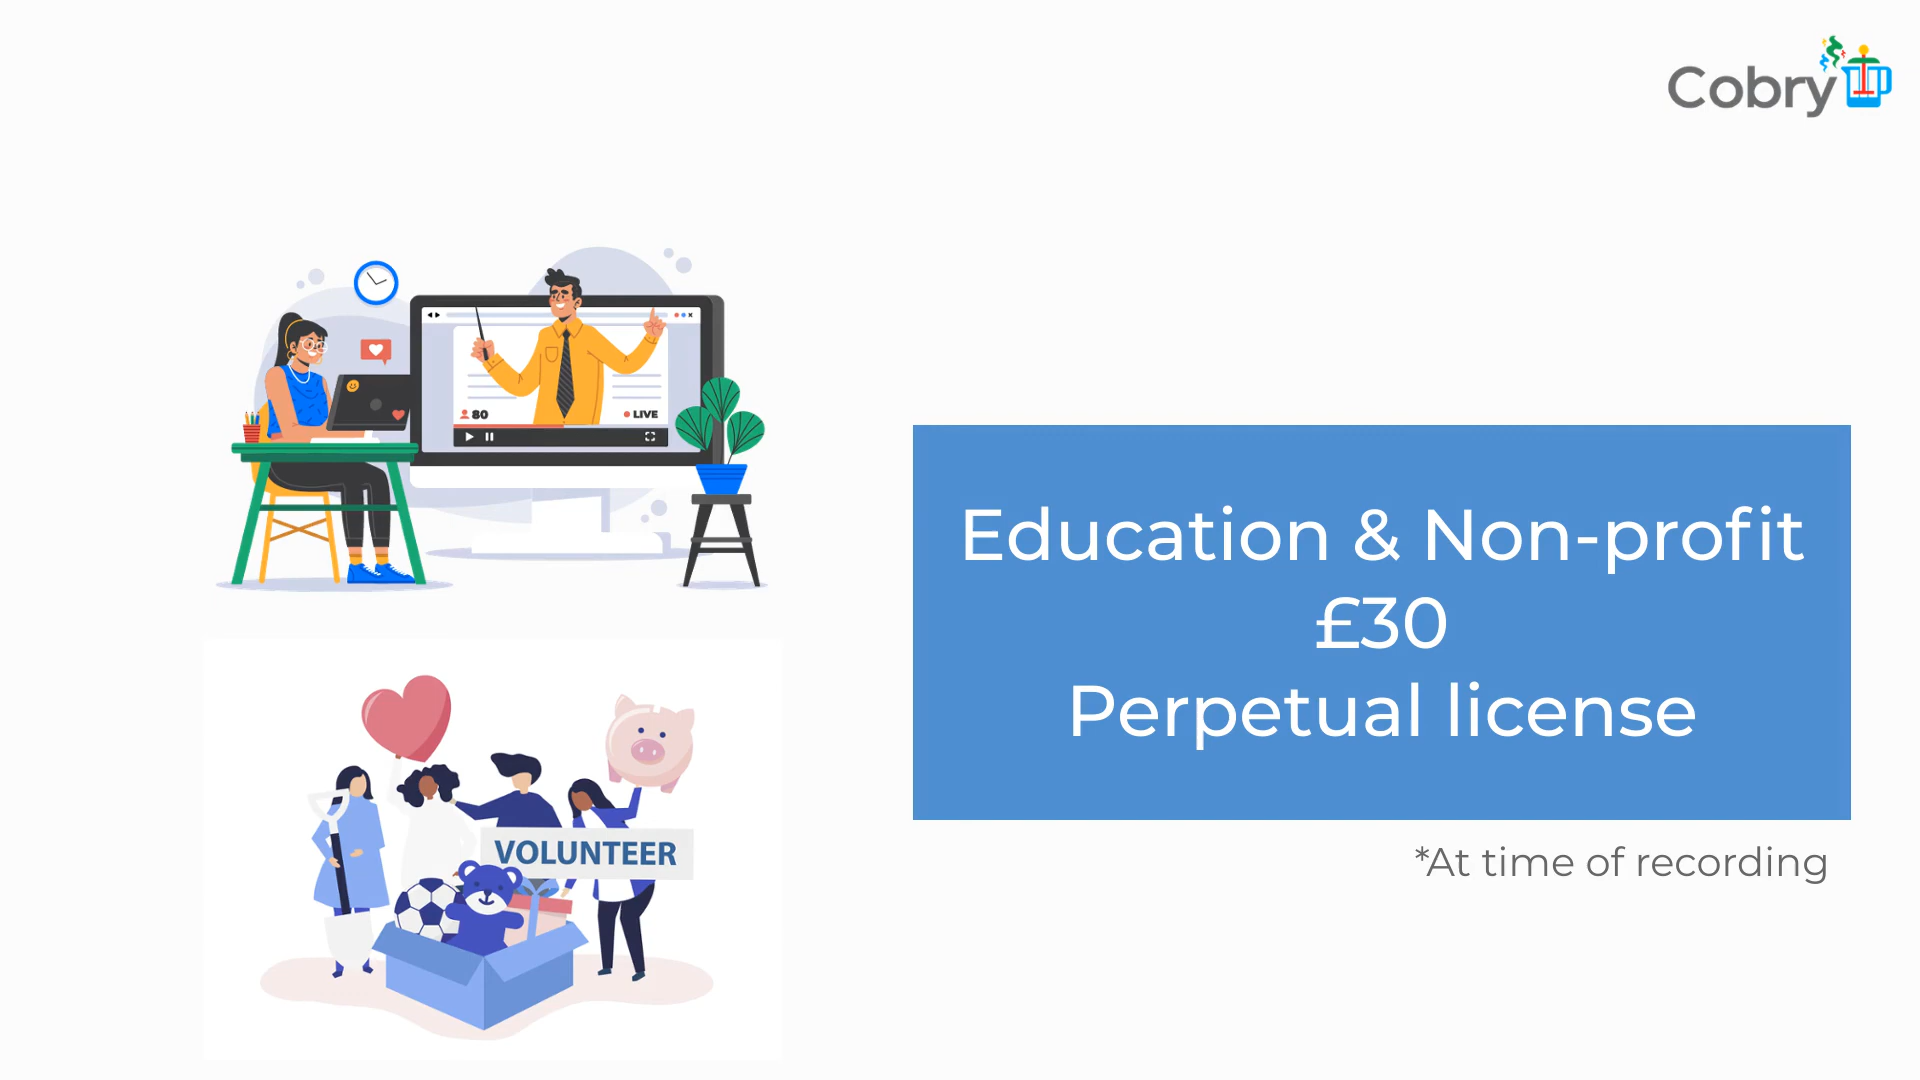 Cobry
80
LIVE
Education & Non-profit
£30
Perpetual license
VOLUNTEER
*At time of recording